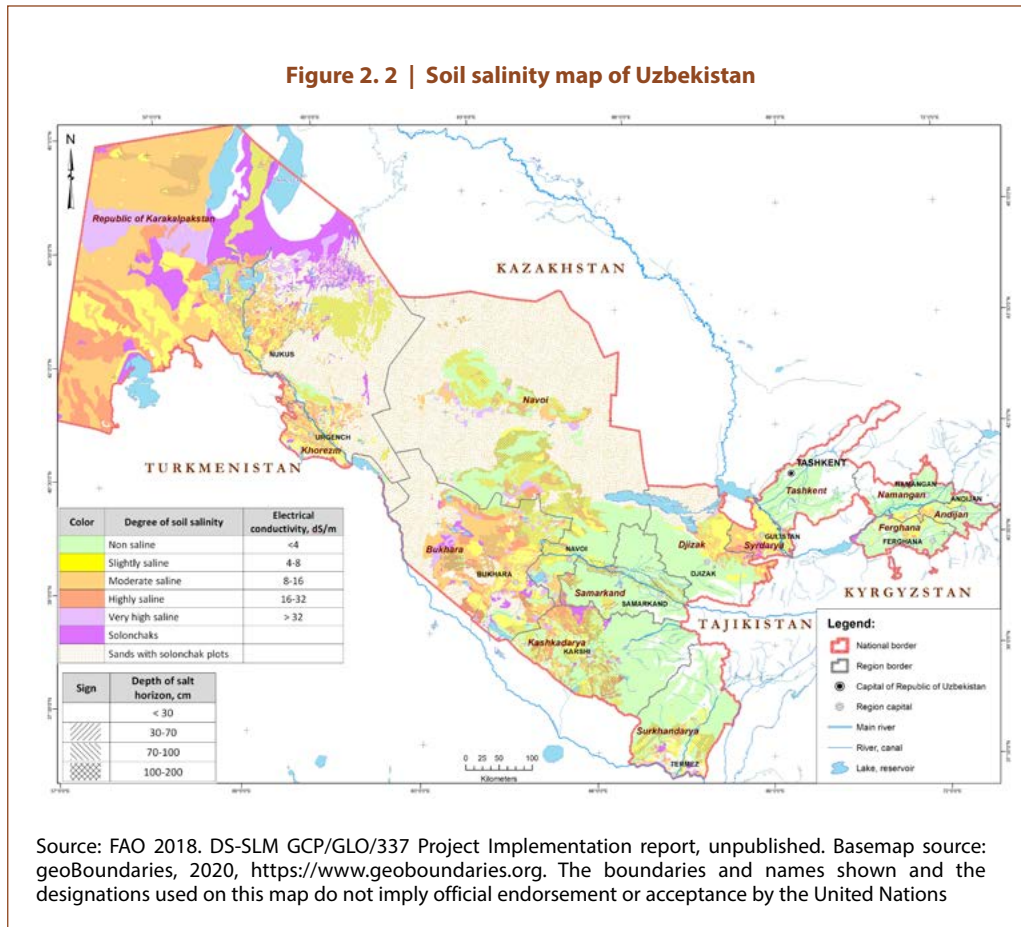 Figure 2. 2 | Soil salinity map of Uzbekistan
N
Republic of Karakalpakstan
KAZAKHSTAN
NUKUS
Navoi
URGENCH
Khorezm
TURKMENISTAN
TASHKENT
Tashkent
NAMANGAN
Namangan
ANDIJAN
Andijan
Ferghana
FERGHANA
GULISTAN
Djizak
Syrdarya
Bukhara
NAVOI
BUKHARA
DJIZAK
Samarkand
SAMARKAND
KYRGYZSTAN
TAJIKISTAN
Kashkadarya
KARSHI
Surkhandarya
TERMEZ
Color Degree of soil salinity Electrical conductivity, dS/m
Non saline <4
Slightly saline 4-8
Moderate saline 8-16
Highly saline 16-32
Very high saline > 32
Solonchaks
Sands with solonchak plots
Sign Depth of salt horizon, cm
< 30
30-70
70-100
100-200
0 25 50 100
Kilometers
Legend:
National border
Region border
Capital of Republic of Uzbekistan
Region capital
Main river
River, canal
Lake, reservoir
Source: FAO 2018. DS-SLM GCP/GLO/337 Project Implementation report, unpublished. Basemap source:
geoBoundaries, 2020, https://www.geoboundaries.org. The boundaries and names shown and the
designations used on this map do not imply official endorsement or acceptance by the United Nations